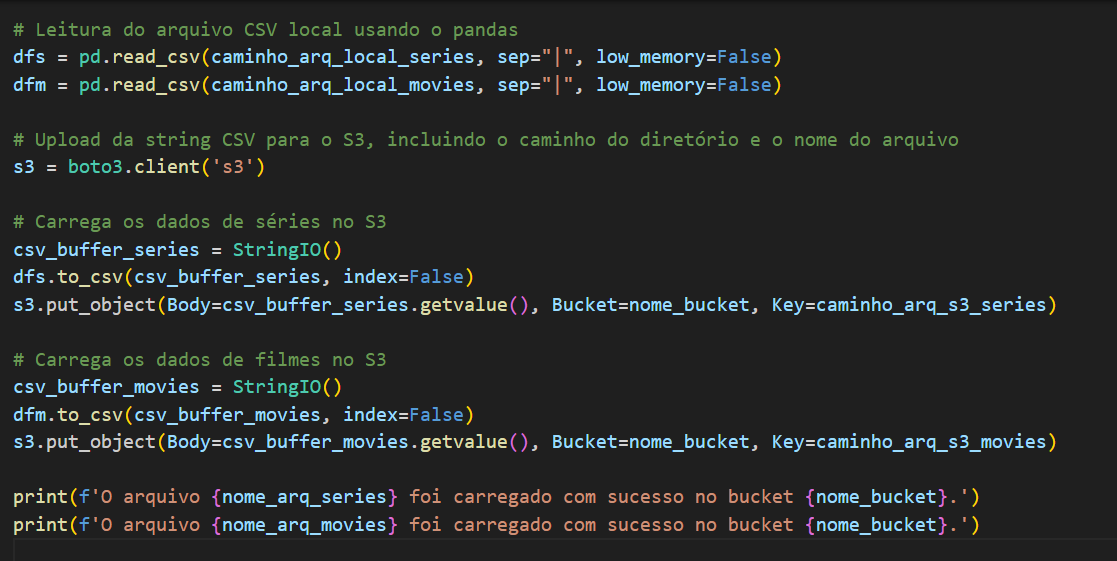 # Leitura do arquivo CSV local usando o pandas
dfs = pd.read_csv(caminho_arq_local_series, sep="|", low_memory=False)
dfm = pd.read_csv(caminho_arq_local_movies, sep="|", low_memory=False)
# Upload da string CSV para o S3, incluindo o caminho do diretório e o nome do arquivo
s3 = boto3.client('s3')
# Carrega os dados de séries no S3
csv_buffer_series = StringIO()
dfs.to_csv(csv_buffer_series, index=False)
s3.put_object(Body=csv_buffer_series.getvalue(), Bucket=nome_bucket, Key=caminho_arq_s3_series)
# Carrega os dados de filmes no S3
csv_buffer_movies = StringIO()
dfm.to_csv(csv_buffer_movies, index=False)
s3.put_object(Body=csv_buffer_movies.getvalue(), Bucket=nome_bucket, Key=caminho_arq_s3_movies)
print(f'O arquivo {nome_arq_series} foi carregado com sucesso no bucket {nome_bucket}.')
print(f'O arquivo {nome_arq_movies} foi carregado com sucesso no bucket {nome_bucket}.')